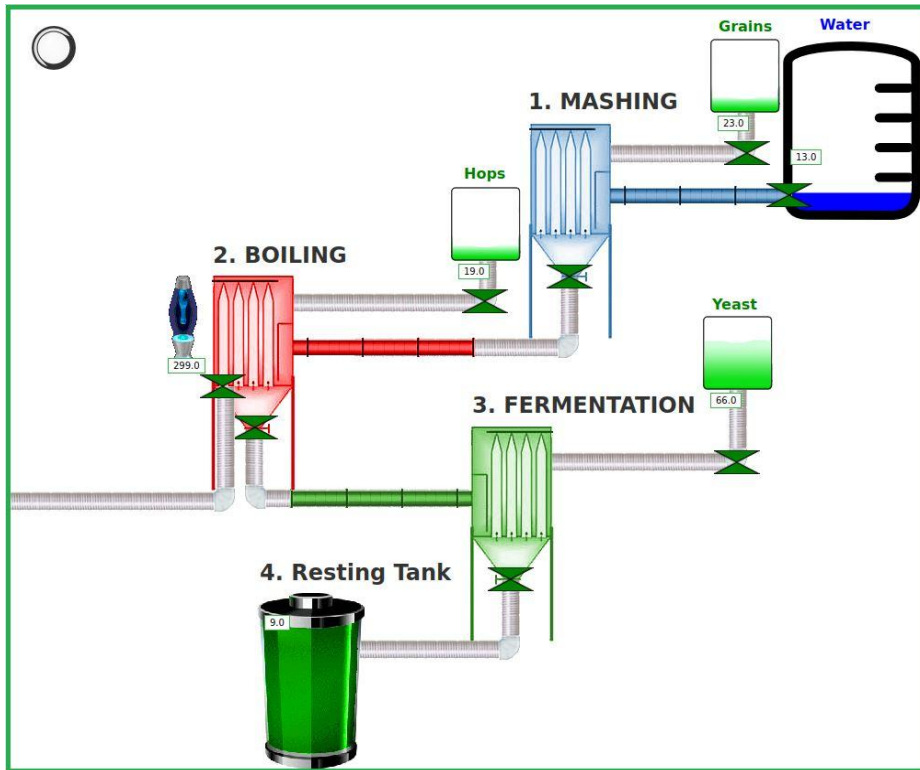 Grains
Water
1. MASHING
23.0
13.0
Hops
2. BOILING
19.0
Yeast
299.0
66.0
3. FERMENTATION
4. Resting Tank
9.0